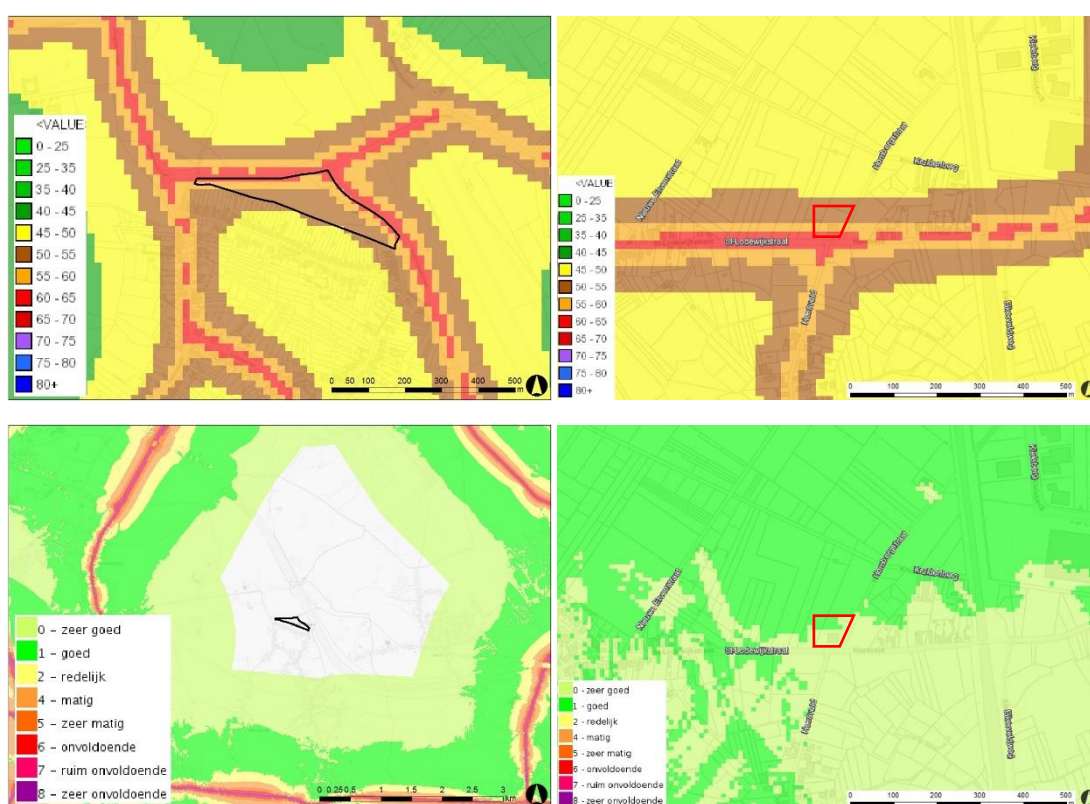 <VALUE
0 - 25
25 - 35
35 - 40
40 - 45
45 - 50
50 - 55
55 - 60
60 - 65
65 - 70
70 - 75
75 - 80
80+
0 50 100 200 300 400 500
m
<VALUE
0 - 25
25 - 35
35 - 40
40 - 45
45 - 50
50 - 55
55 - 60
60 - 65
65 - 70
70 - 75
75 - 80
80+
Kruidenberg
St-Lodewijkstraat
0 100 200 300 400 500
m
0 – zeer goed
1 – goed
2 – redelijk
4 – matig
5 – zeer matig
6 – onvoldoende
7 – ruim onvoldoende
8 – zeer onvoldoende
0 0.25 0.5 1 1.5 2 2.5 3
km
0 - zeer goed
1 - goed
2 - redelijk
4 - matig
5 - zeer matig
6 - onvoldoende
7 - ruim onvoldoende
8 - zeer onvoldoende
Kruidenberg
St-Lodewijkstraat
0 100 200 300 400 500
m